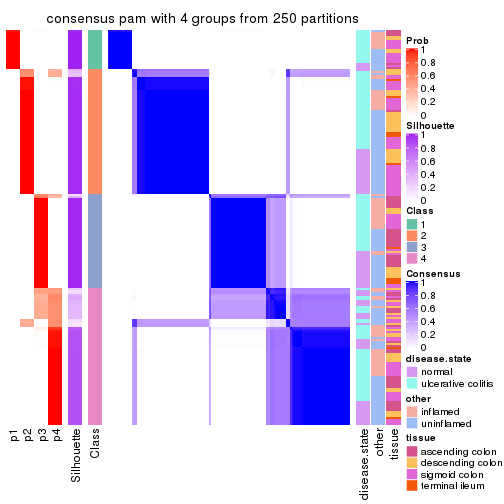 consensus pam with 4 groups from 250 partitions
Prob
1
0.8
0.6
0.4
0.2
0
Silhouette
1
0.8
0.6
0.4
0.2
0
Class
1
2
3
4
Consensus
1
0.8
0.6
0.4
0.2
0
disease.state
normal
ulcerative colitis
other
inflamed
uninflamed
tissue
ascending colon
descending colon
sigmoid colon
terminal ileum
p1
p2
p3
p4
Silhouette
Class
disease.state
other
tissue